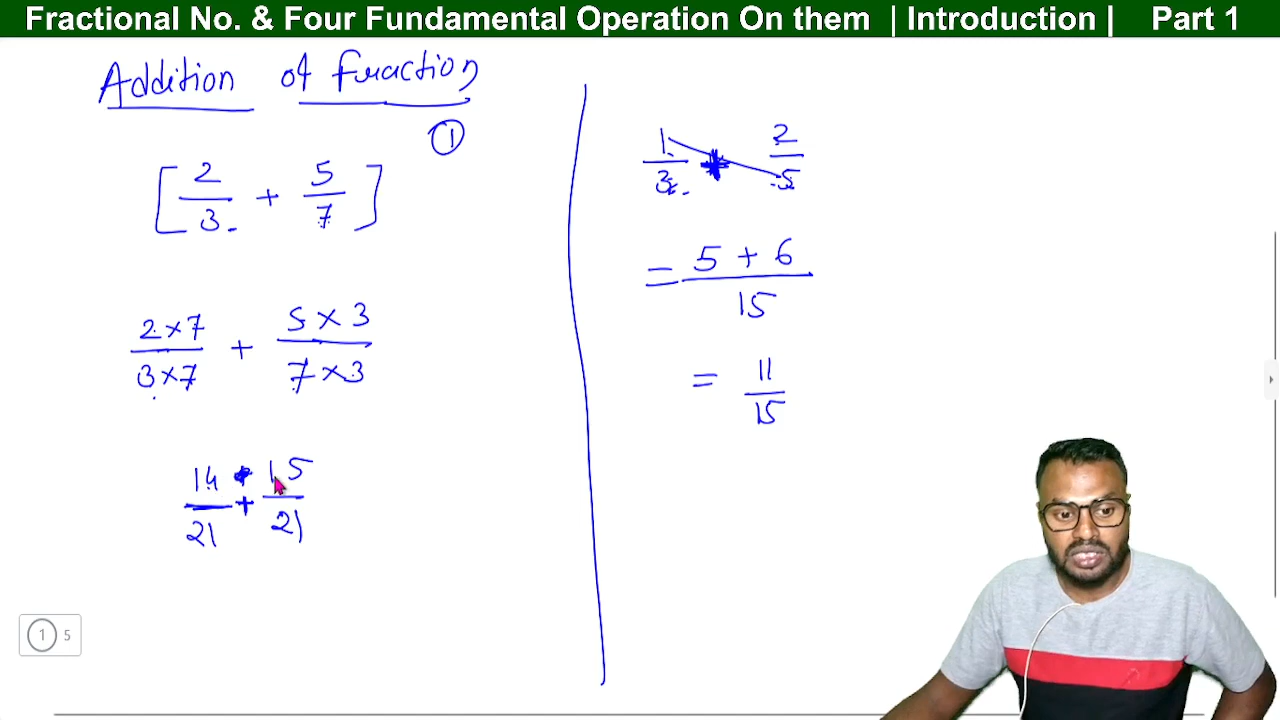 Fractional No. & Four Fundamental Operation On them | Introduction | Part 1
Addition of fraction
①
[2/3 + 5/7]
2×7/3×7 + 5×3/7×3
14/21 + 15/21
1/3 + 2/5
= 5 + 6/15
= 11/15
1 5